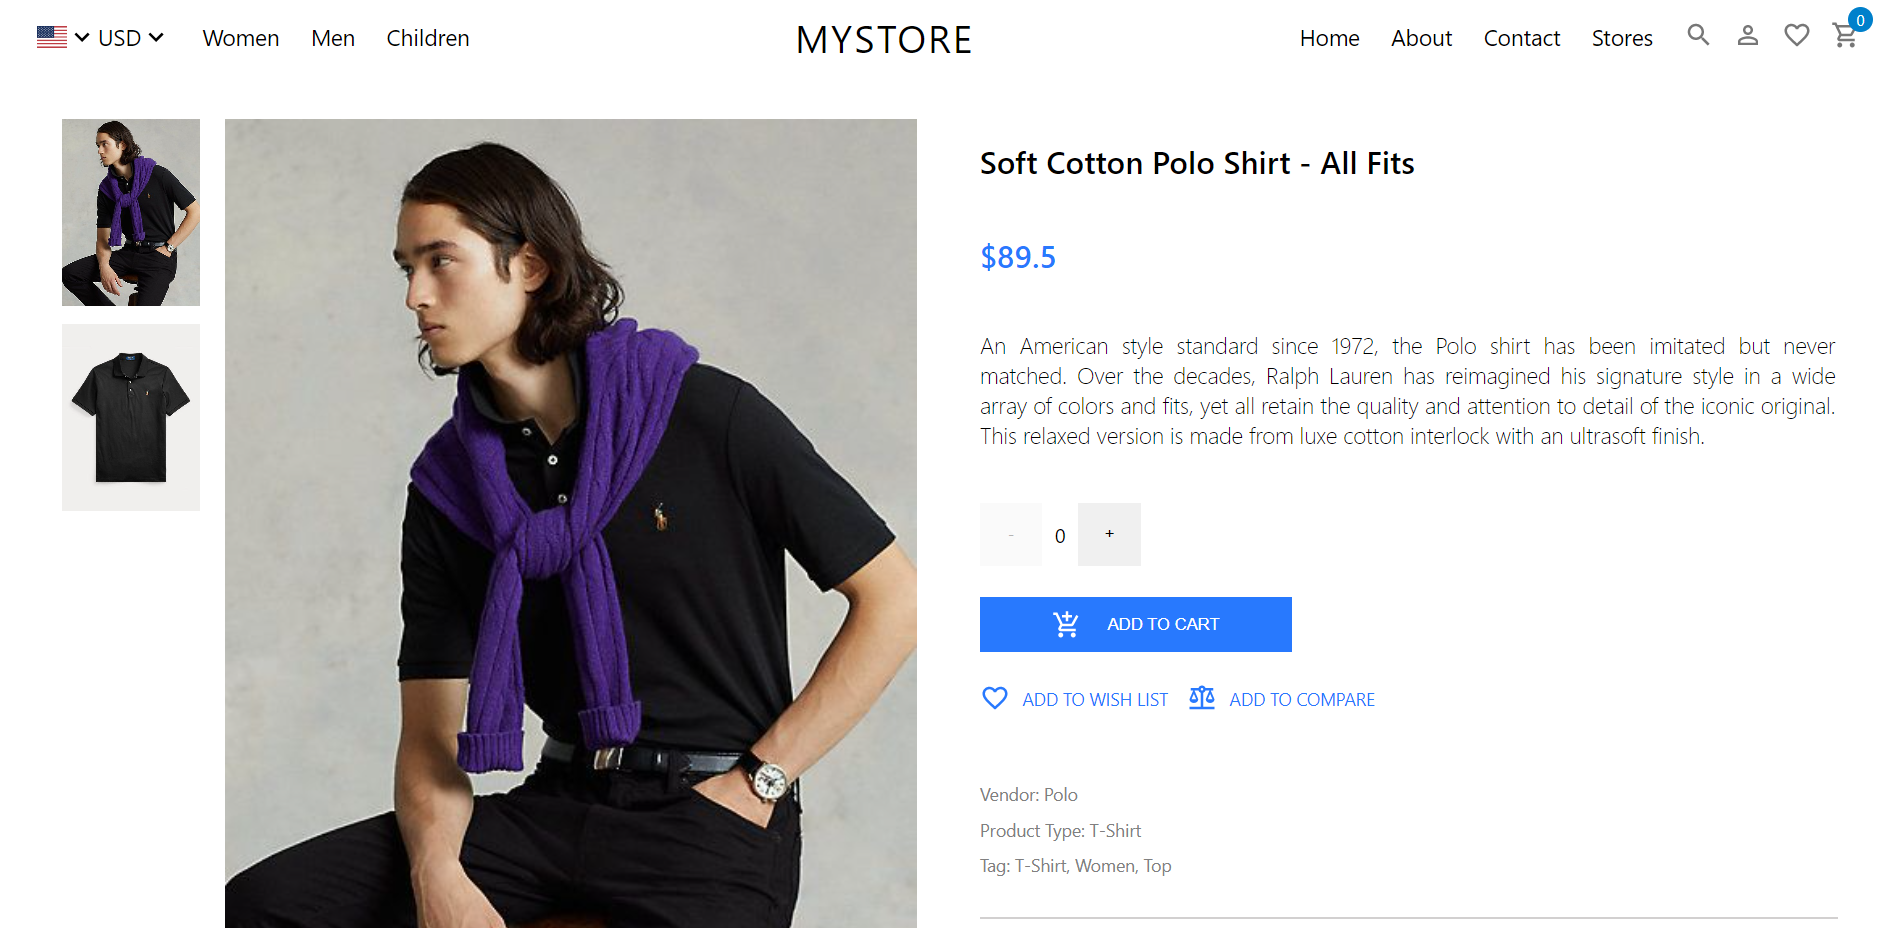 USD Women Men Children MYSTORE Home About Contact Stores 0
Soft Cotton Polo Shirt - All Fits
$89.5
An American style standard since 1972, the Polo shirt has been imitated but never
matched. Over the decades, Ralph Lauren has reimagined his signature style in a wide
array of colors and fits, yet all retain the quality and attention to detail of the iconic original.
This relaxed version is made from luxe cotton interlock with an ultrasoft finish.
- 0 +
ADD TO CART
ADD TO WISH LIST ADD TO COMPARE
Vendor: Polo
Product Type: T-Shirt
Tag: T-Shirt, Women, Top